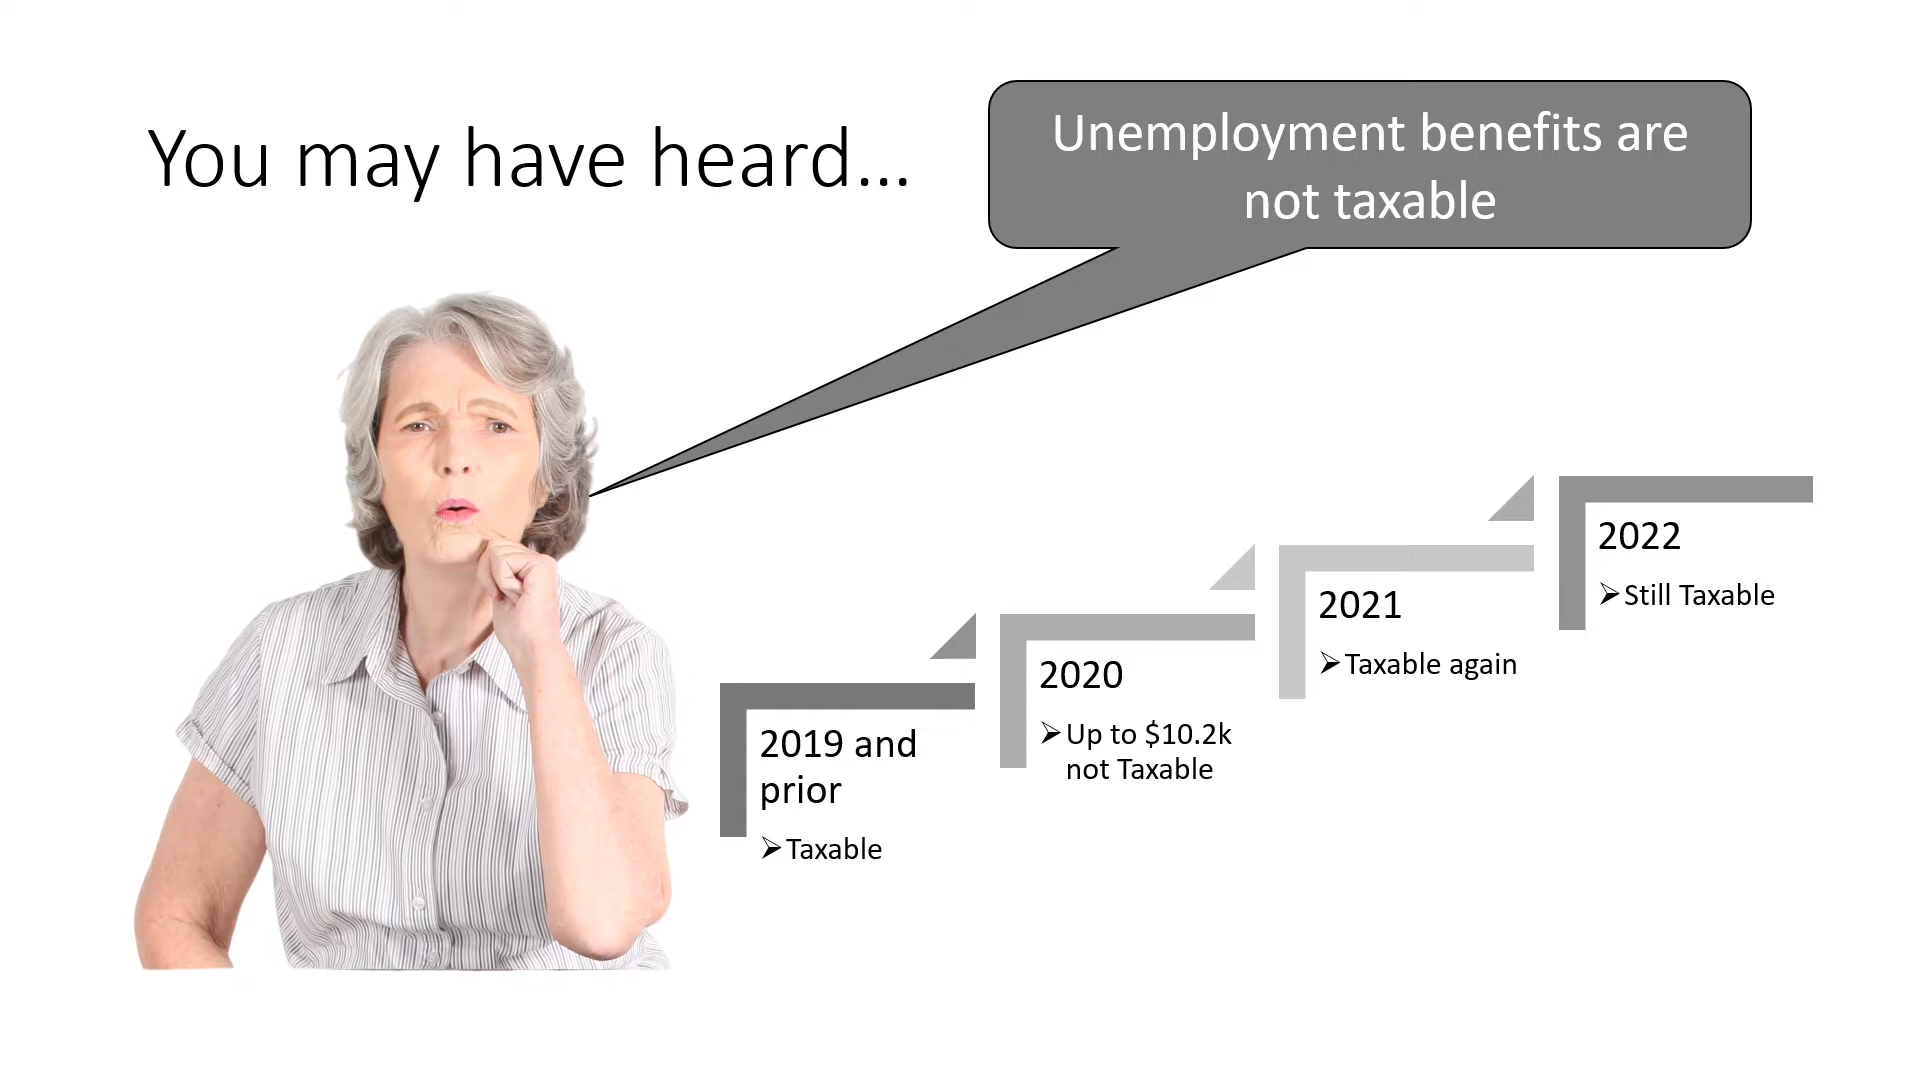 You may have heard...
Unemployment benefits are
not taxable
2019 and
prior
Taxable
2020
Up to $10.2k
not Taxable
2021
Taxable again
2022
Still Taxable